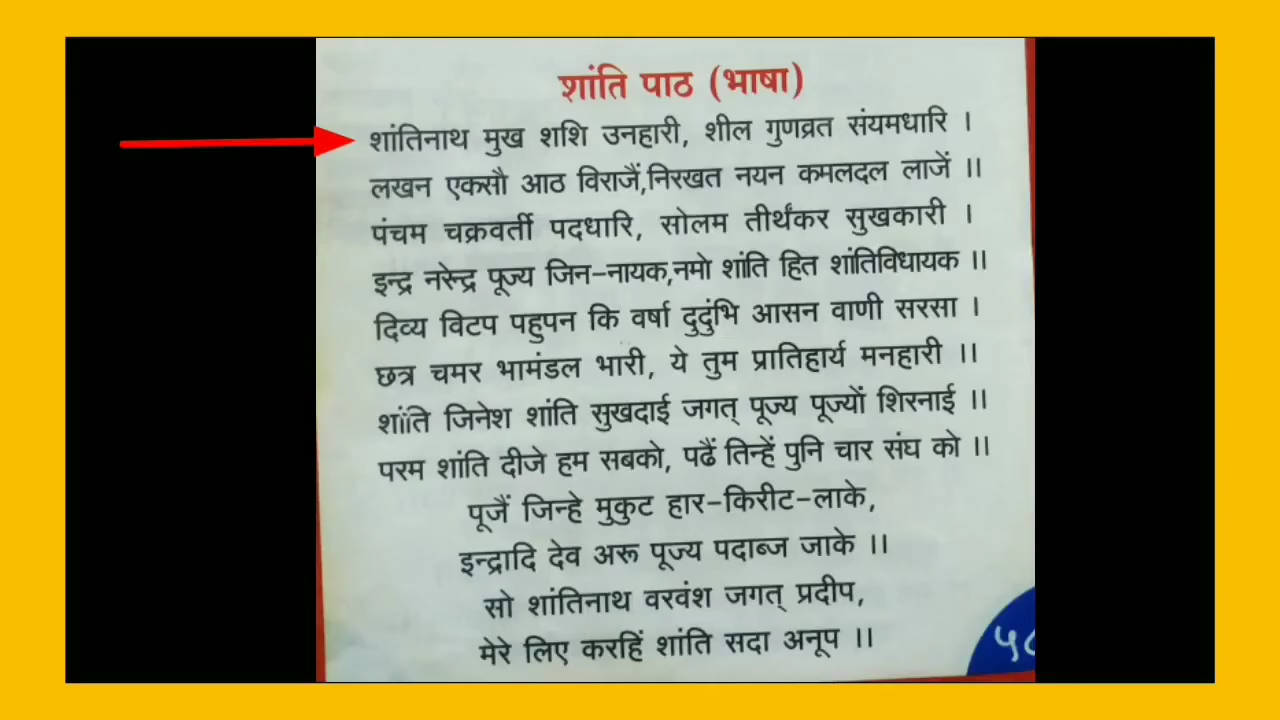 शांति पाठ (भाषा)
शांतिनाथ मुख शशि उनहारी, शील गुणव्रत संयमधारि ।
लखन एकसौ आठ विराजैं,निरखत नयन कमलदल लाजें ।।
पंचम चक्रवर्ती पदधारि, सोलम तीर्थंकर सुखकारी ।
इन्द्र नरेन्द्र पूज्य जिन-नायक,नमो शांति हित शांतिविधायक ।।
दिव्य विटप पहुपन कि वर्षा दुदुंभि आसन वाणी सरसा ।
छत्र चमर भामंडल भारी, ये तुम प्रातिहार्य मनहारी ।।
शांति जिनेश शांति सुखदाई जगत् पूज्य पूज्यों शिरनाई ।।
परम शांति दीजे हम सबको, पढैं तिन्हें पुनि चार संघ को ।।
पूजैं जिन्हे मुकुट हार-किरीट-लाके,
इन्द्रादि देव अरू पूज्य पदाब्ज जाके ।।
सो शांतिनाथ वरवंश जगत् प्रदीप,
मेरे लिए करहिं शांति सदा अनूप ।।